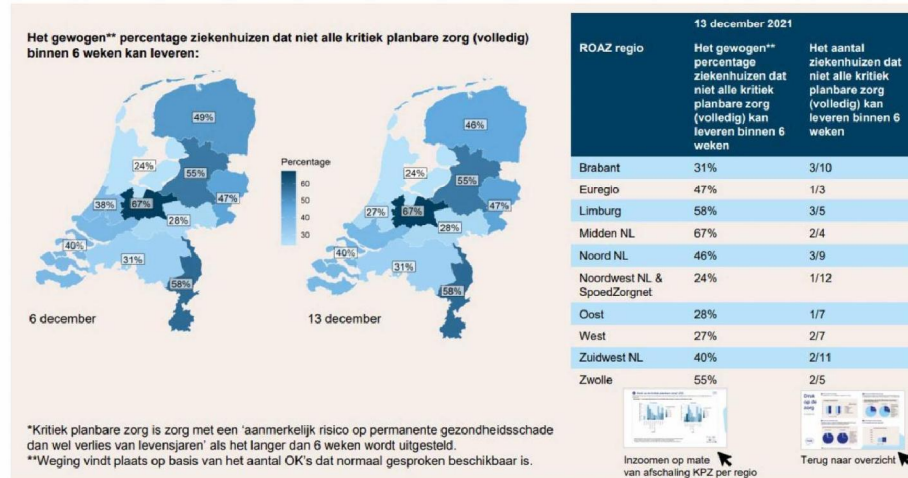 Het gewogen** percentage ziekenhuizen dat niet alle kritiek planbare zorg (volledig)
binnen 6 weken kan leveren:
49%
24%
55%
38%
67%
47%
28%
40%
31%
58%
6 december
Percentage
60
50
40
30
46%
24%
55%
27%
67%
47%
28%
40%
31%
58%
13 december
13 december 2021
ROAZ regio
Het gewogen**
percentage
ziekenhuizen dat
niet alle kritiek
planbare zorg
(volledig) kan
leveren binnen 6
weken
Het aantal
ziekenhuizen dat
niet alle kritiek
planbare zorg
(volledig) kan
leveren binnen 6
weken
Brabant 31% 3/10
Euregio 47% 1/3
Limburg 58% 3/5
Midden NL 67% 2/4
Noord NL 46% 3/9
Noordwest NL &
SpoedZorgnet 24% 1/12
Oost 28% 1/7
West 27% 2/7
Zuidwest NL 40% 2/11
Zwolle 55% 2/5
*Kritiek planbare zorg is zorg met een ‘aanmerkelijk risico op permanente gezondheidsschade
dan wel verlies van levensjaren’ als het langer dan 6 weken wordt uitgesteld.
**Weging vindt plaats op basis van het aantal OK's dat normaal gesproken beschikbaar is.
Inzoomen op mate
van afschaling KPZ per regio
Druk
op de
zorg
Terug naar overzicht